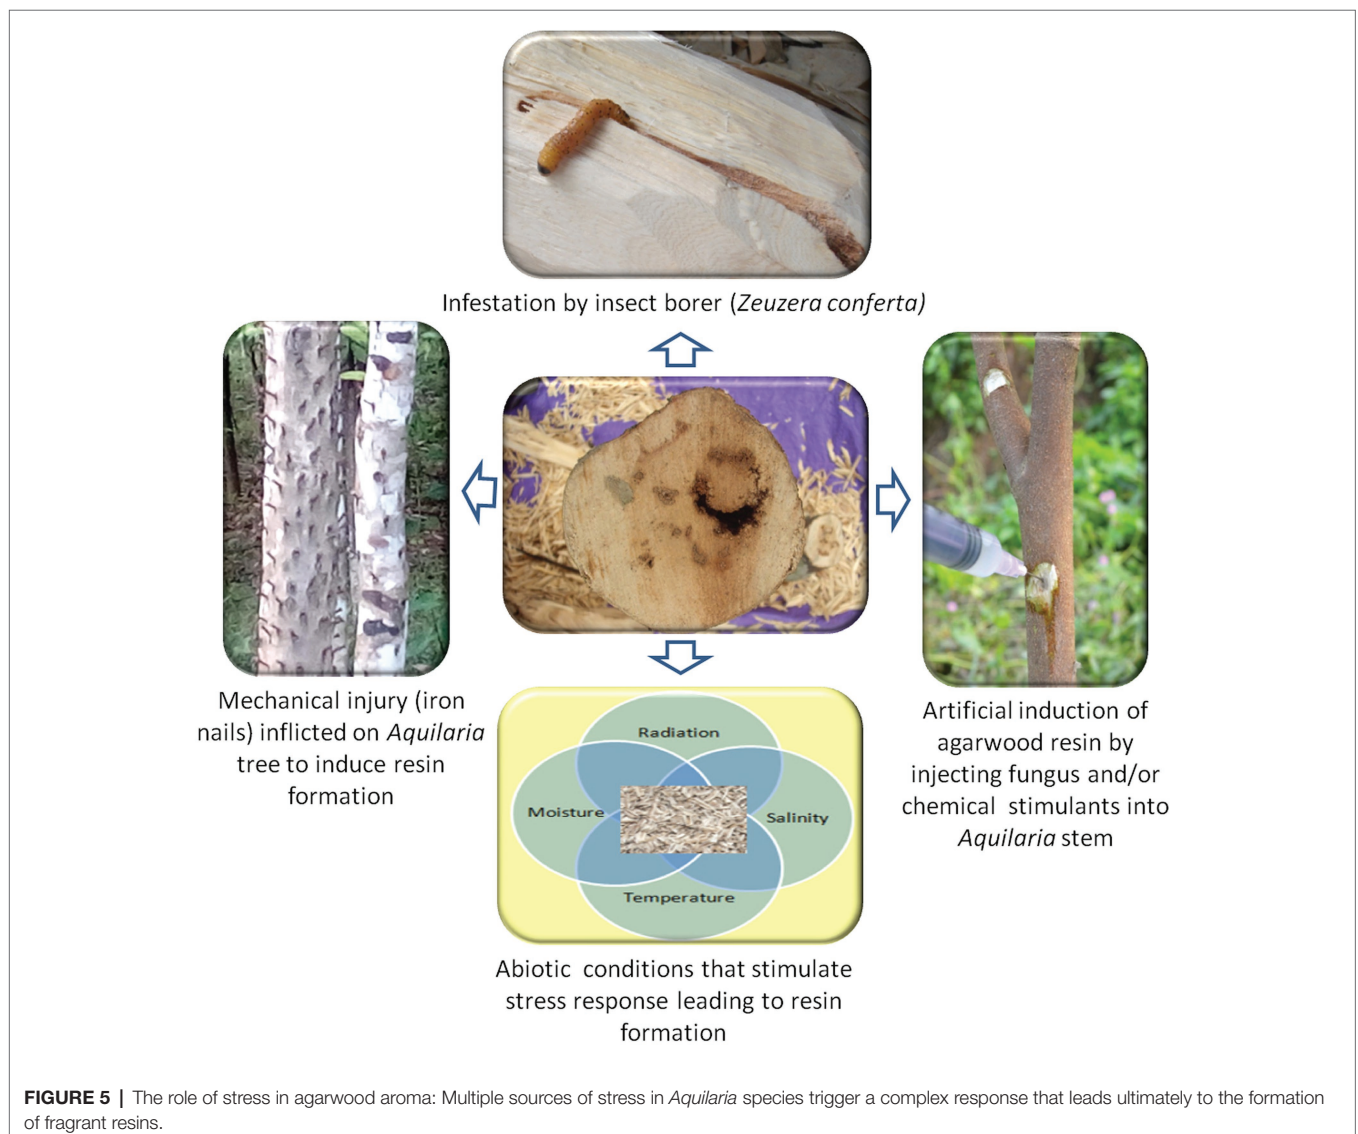 Infestation by insect borer (Zeuzera conferta)
Mechanical injury (iron
nails) inflicted on Aquilaria
tree to induce resin
formation
Artificial induction of
agarwood resin by
injecting fungus and/or
chemical stimulants into
Aquilaria stem
Radiation
Moisture
Salinity
Temperature
Abiotic conditions that stimulate
stress response leading to resin
formation
FIGURE 5 | The role of stress in agarwood aroma: Multiple sources of stress in Aquilaria species trigger a complex response that leads ultimately to the formation
of fragrant resins.